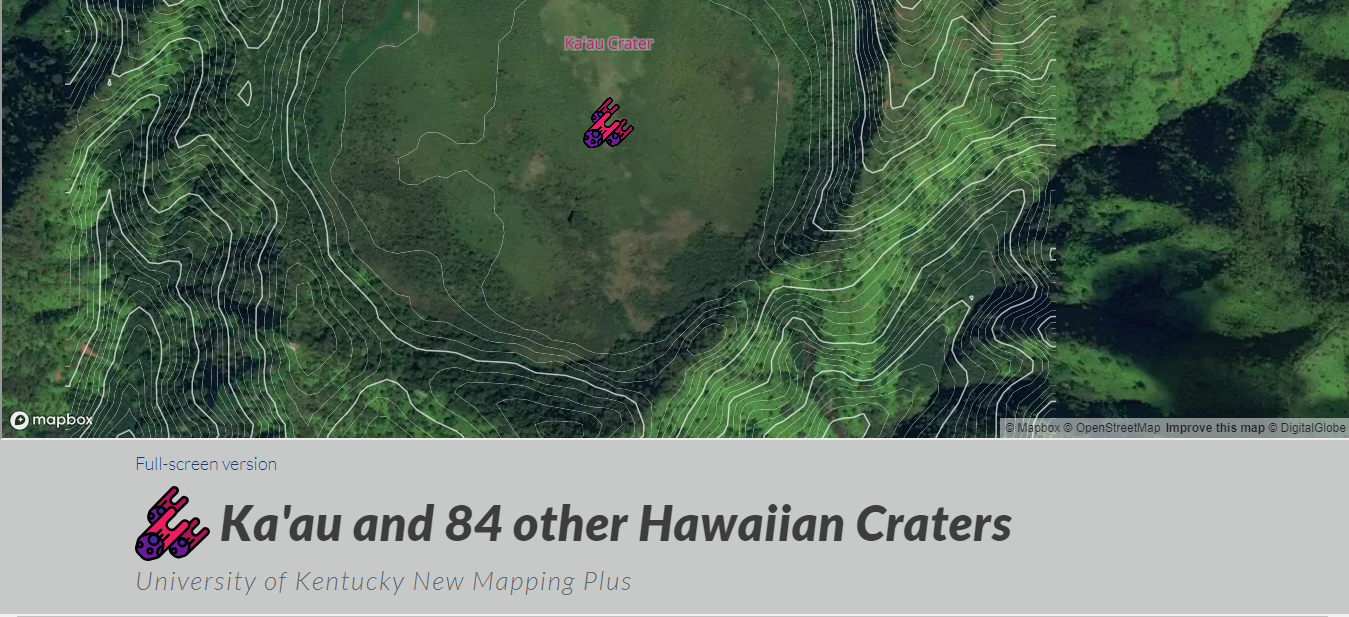 Ka'au Crater
mapbox
© Mapbox © OpenStreetMap Improve this map © DigitalGlobe
Full-screen version
Ka'au and 84 other Hawaiian Craters
University of Kentucky New Mapping Plus